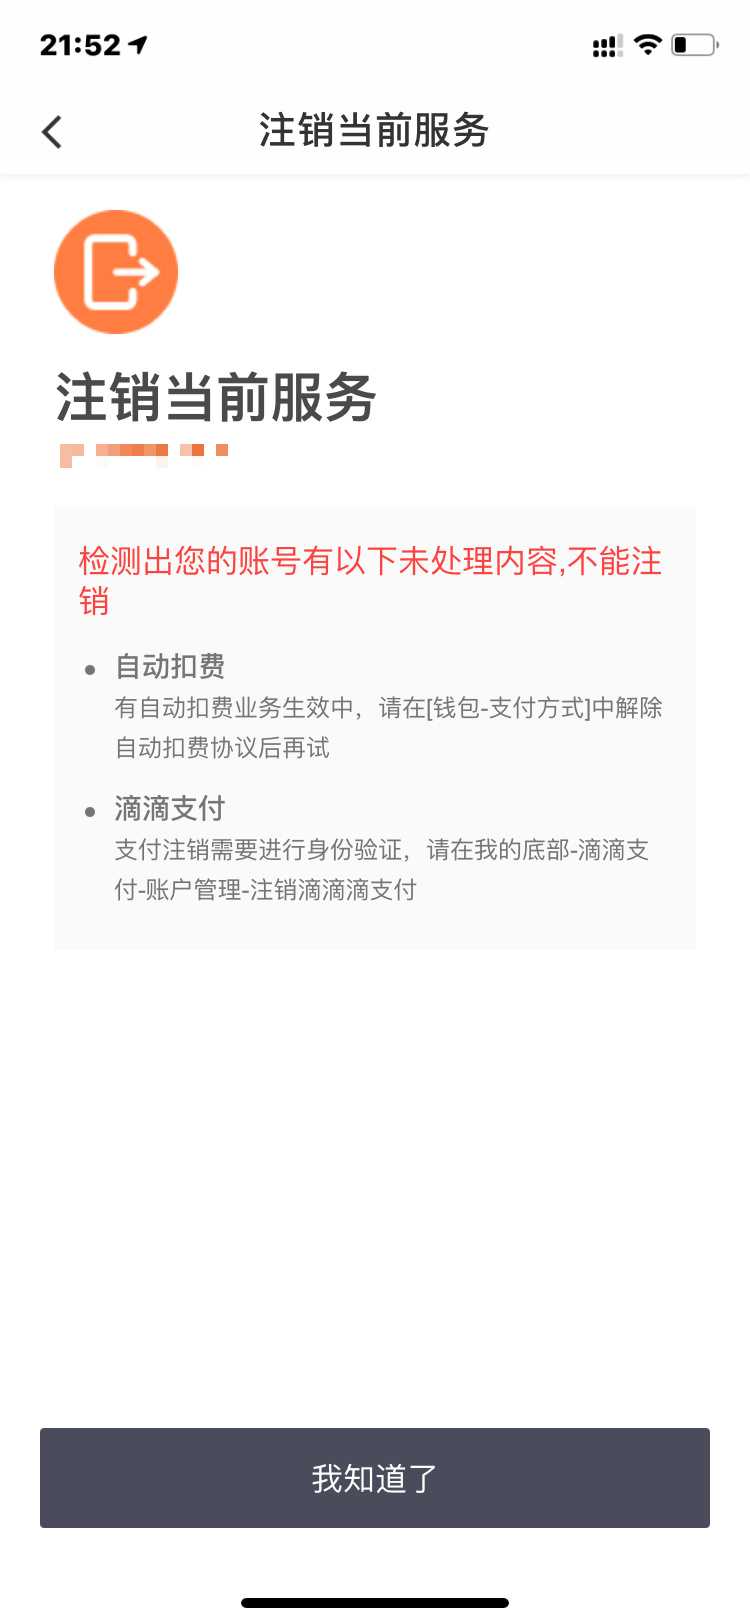 21:52
注销当前服务
注销当前服务
检测出您的账号有以下未处理内容,不能注
销
自动扣费
有自动扣费业务生效中，请在[钱包-支付方式]中解除
自动扣费协议后再试
滴滴支付
支付注销需要进行身份验证，请在我的底部-滴滴支
付-账户管理-注销滴滴滴支付
我知道了